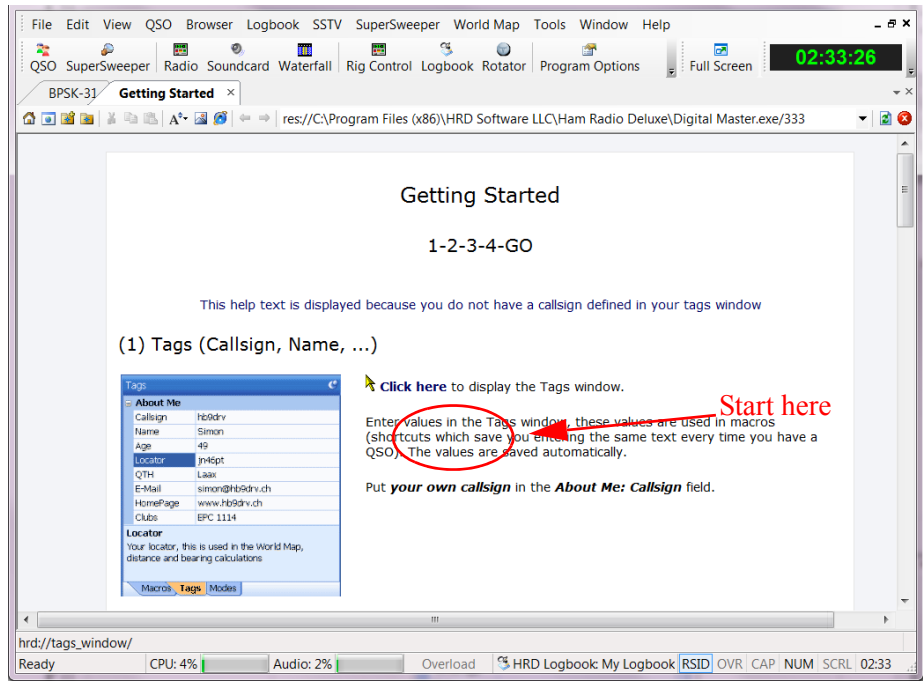 File Edit View QSO Browser Logbook SSTV SuperSweeper World Map Tools Window Help
QSO SuperSweeper Radio Soundcard Waterfall Rig Control Logbook Rotator Program Options Full Screen 02:33:26
BPSK-31 Getting Started
res://C:\Program Files (x86)\HRD Software LLC\Ham Radio Deluxe\Digital Master.exe/333
Getting Started
1-2-3-4-GO
This help text is displayed because you do not have a callsign defined in your tags window
(1) Tags (Callsign, Name, ...)
Tags
About Me
Callsign hb9drv
Name Simon
Age 49
Locator jn46pt
QTH Laax
E-Mail simon@hb9drv.ch
HomePage www.hb9drv.ch
Clubs EPC 1114
Locator
Your locator, this is used in the World Map,
distance and bearing calculations
Macros Tags Modes
Click here to display the Tags window.
Start here
Enter values in the Tags window, these values are used in macros
(shortcuts which save you entering the same text every time you have a
QSO). The values are saved automatically.
Put your own callsign in the About Me: Callsign field.
hrd://tags_window/
Ready CPU: 4% Audio: 2% Overload HRD Logbook: My Logbook RSID OVR CAP NUM SCRL 02:33